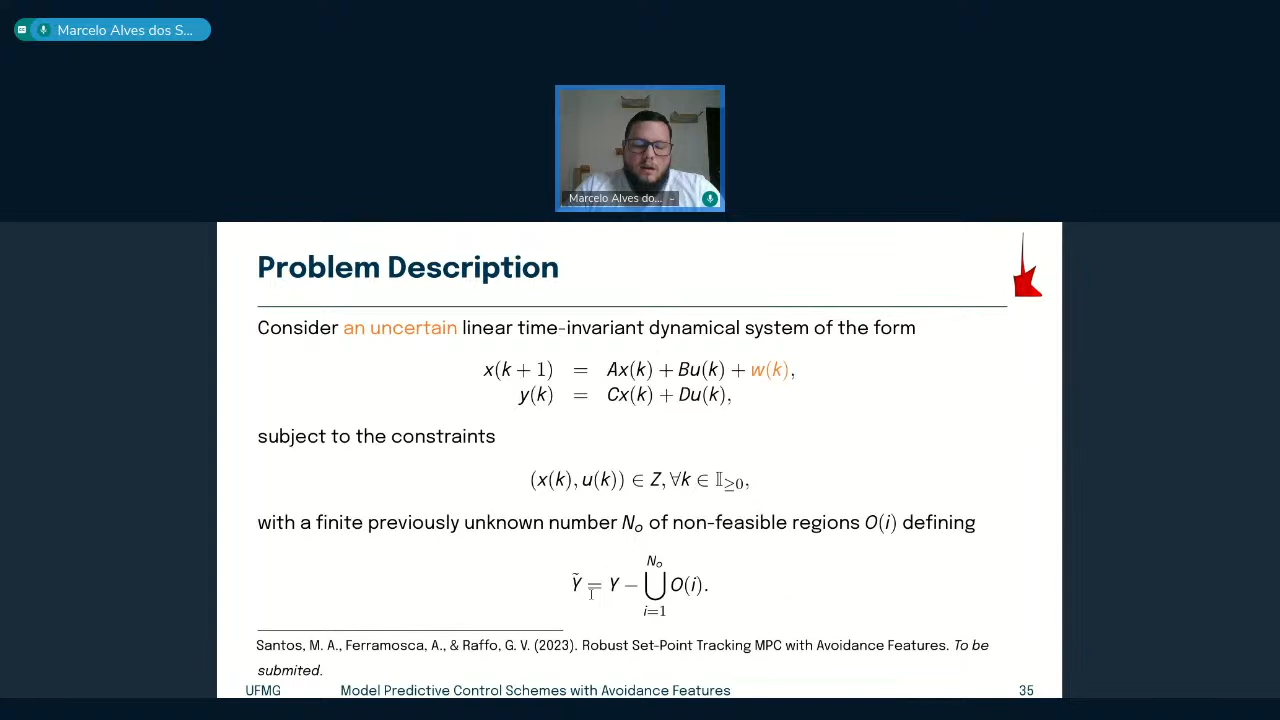 Marcelo Alves dos S...
Marcelo Alves do...
Problem Description
Consider an uncertain linear time-invariant dynamical system of the form
x(k + 1) = Ax(k) + Bu(k) + w(k),
y(k) = Cx(k) + Du(k),
subject to the constraints
(x(k), u(k)) ∈ Z, ∀k ∈ 𝕀≥0,
with a finite previously unknown number Nₒ of non-feasible regions O(i) defining
Nₒ
Ỹ = Y − ⋃ O(i).
i=1
Santos, M. A., Ferramosca, A., & Raffo, G. V. (2023). Robust Set-Point Tracking MPC with Avoidance Features. To be
submited.
UFMG Model Predictive Control Schemes with Avoidance Features 35